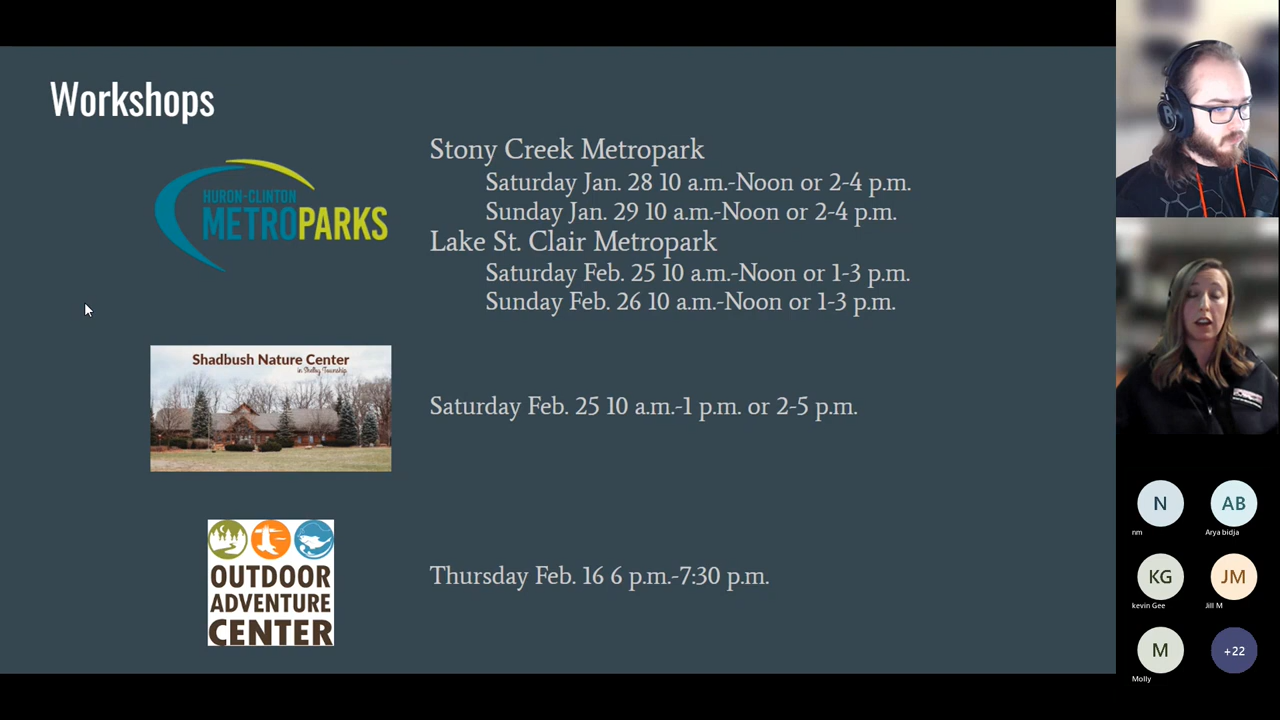 Workshops
HURON-CLINTON
METROPARKS
Stony Creek Metropark
Saturday Jan. 28 10 a.m.-Noon or 2-4 p.m.
Sunday Jan. 29 10 a.m.-Noon or 2-4 p.m.
Lake St. Clair Metropark
Saturday Feb. 25 10 a.m.-Noon or 1-3 p.m.
Sunday Feb. 26 10 a.m.-Noon or 1-3 p.m.
Shadbush Nature Center
in Shelby Township
Saturday Feb. 25 10 a.m.-1 p.m. or 2-5 p.m.
OUTDOOR
ADVENTURE
CENTER
Thursday Feb. 16 6 p.m.-7:30 p.m.
N
nm
AB
Arya bidja
KG
kevin Gee
JM
Jill M
M
Molly
+22